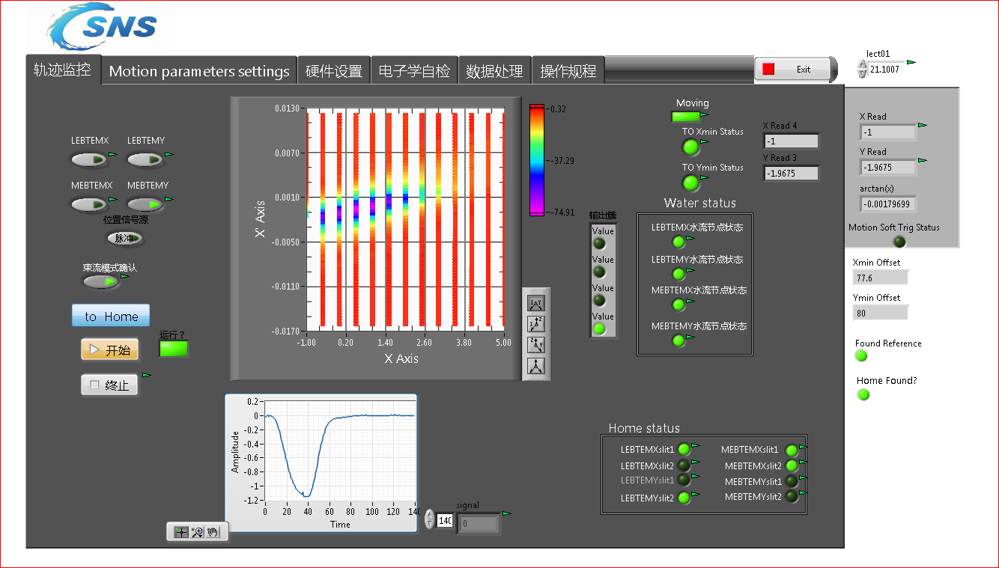 SNS
轨迹监控 Motion parameters settings 硬件设置 电子学自检 数据处理 操作规程
Exit
lect01
21.1007
LEBTEMX LEBTEMY
MEBTEMX MEBTEMY
位置信号源
脉冲
束流模式确认
to Home
开始
运行?
终止
0.0130
0.0070
0.0010
-0.0050
-0.0110
-0.0170
X' Axis
-1.00 0.20 1.40 2.60 3.80 5.00
X Axis
-0.32
-37.29
-74.91
Moving
TO Xmin Status
TO Ymin Status
X Read 4
-1
Y Read 3
-1.9675
Water status
LEBTEMX水流节点状态
LEBTEMY水流节点状态
MEBTEMX水流节点状态
MEBTEMY水流节点状态
输出簇
Value
Value
Value
Value
X Read
-1
Y Read
-1.9675
arctan(x)
-0.00179699
Motion Soft Trig Status
Xmin Offset
77.6
Ymin Offset
80
Found Reference
Home Found?
0.2
0
-0.2
-0.4
-0.6
-0.8
-1
-1.2
Amplitude
0 20 40 60 80 100 120 140
Time
140
signal
0
Home status
LEBTEMXslit1 MEBTEMXslit1
LEBTEMXslit2 MEBTEMXslit2
LEBTEMYslit1 MEBTEMYslit1
LEBTEMYslit2 MEBTEMYslit2